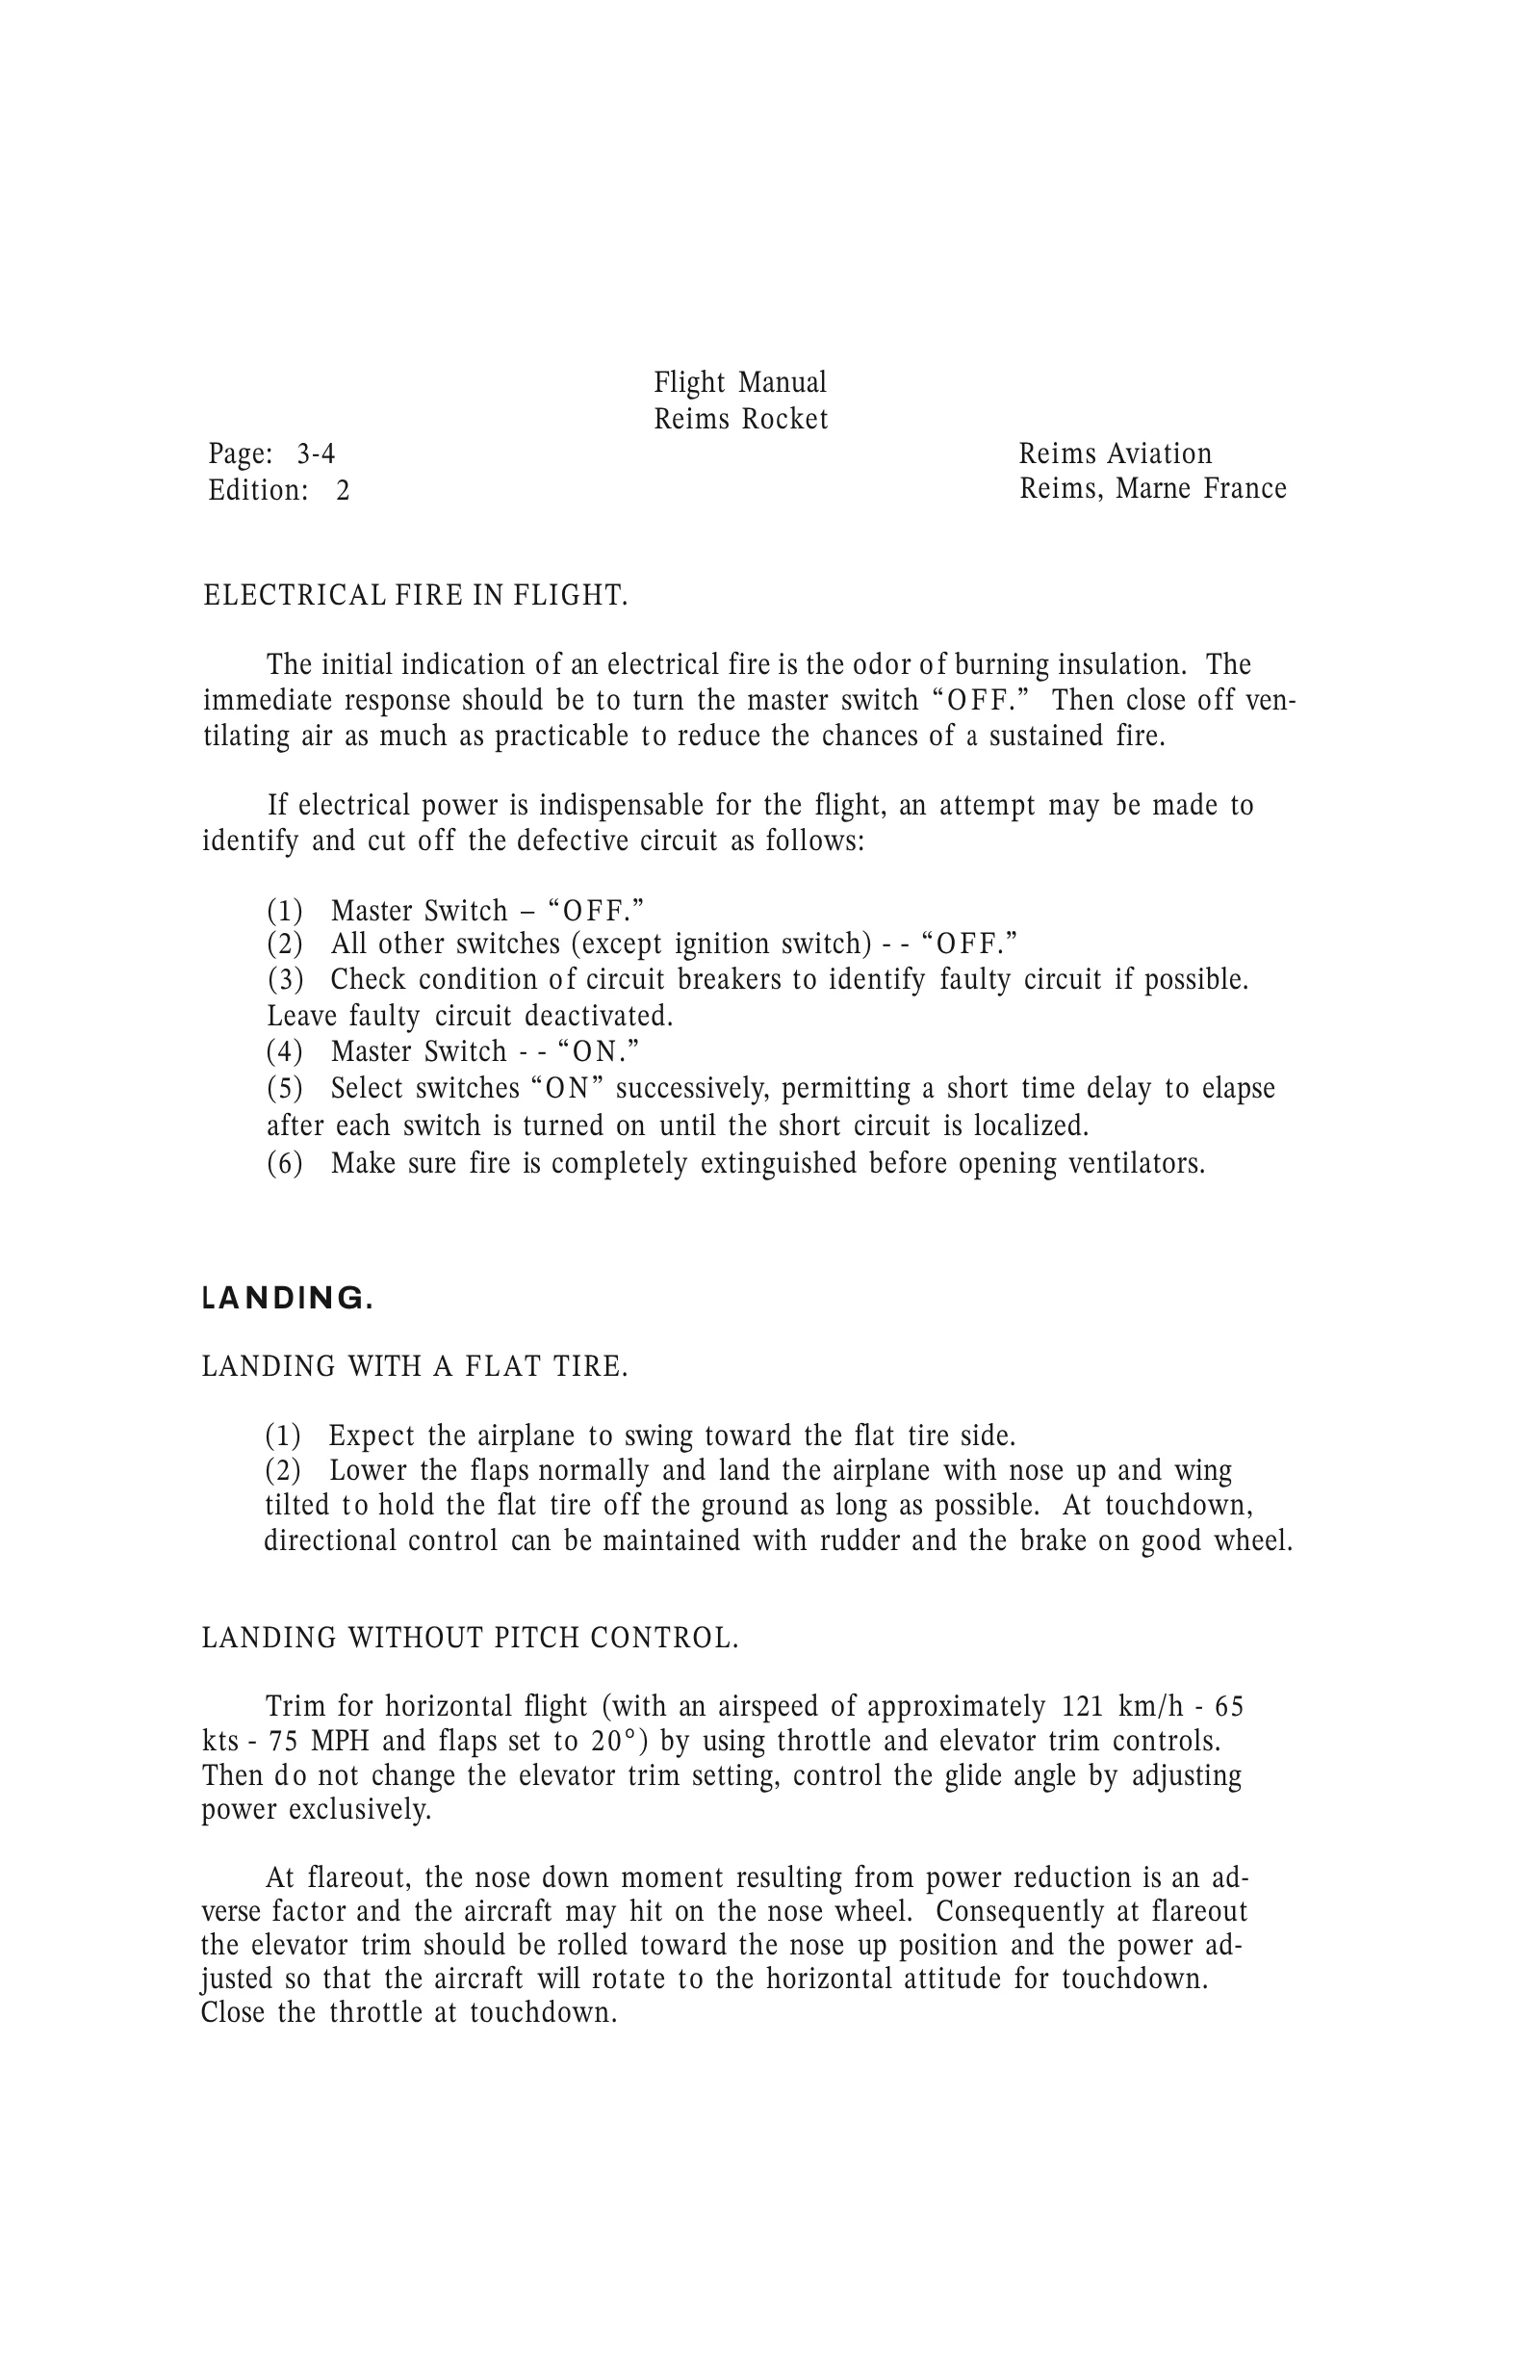 Flight Manual
Reims Rocket
Page: 3-4
Reims Aviation
Edition: 2
Reims, Marne France
ELECTRICAL FIRE IN FLIGHT.
The initial indication of an electrical fire is the odor of burning insulation. The
immediate response should be to turn the master switch “OFF.” Then close off ven-
tilating air as much as practicable to reduce the chances of a sustained fire.
If electrical power is indispensable for the flight, an attempt may be made to
identify and cut off the defective circuit as follows:
(1) Master Switch – “OFF.”
(2) All other switches (except ignition switch) - - “OFF.”
(3) Check condition of circuit breakers to identify faulty circuit if possible.
Leave faulty circuit deactivated.
(4) Master Switch - - “ON.”
(5) Select switches “ON” successively, permitting a short time delay to elapse
after each switch is turned on until the short circuit is localized.
(6) Make sure fire is completely extinguished before opening ventilators.
LANDING.
LANDING WITH A FLAT TIRE.
(1) Expect the airplane to swing toward the flat tire side.
(2) Lower the flaps normally and land the airplane with nose up and wing
tilted to hold the flat tire off the ground as long as possible. At touchdown,
directional control can be maintained with rudder and the brake on good wheel.
LANDING WITHOUT PITCH CONTROL.
Trim for horizontal flight (with an airspeed of approximately 121 km/h - 65
kts - 75 MPH and flaps set to 20°) by using throttle and elevator trim controls.
Then do not change the elevator trim setting, control the glide angle by adjusting
power exclusively.
At flareout, the nose down moment resulting from power reduction is an ad-
verse factor and the aircraft may hit on the nose wheel. Consequently at flareout
the elevator trim should be rolled toward the nose up position and the power ad-
justed so that the aircraft will rotate to the horizontal attitude for touchdown.
Close the throttle at touchdown.